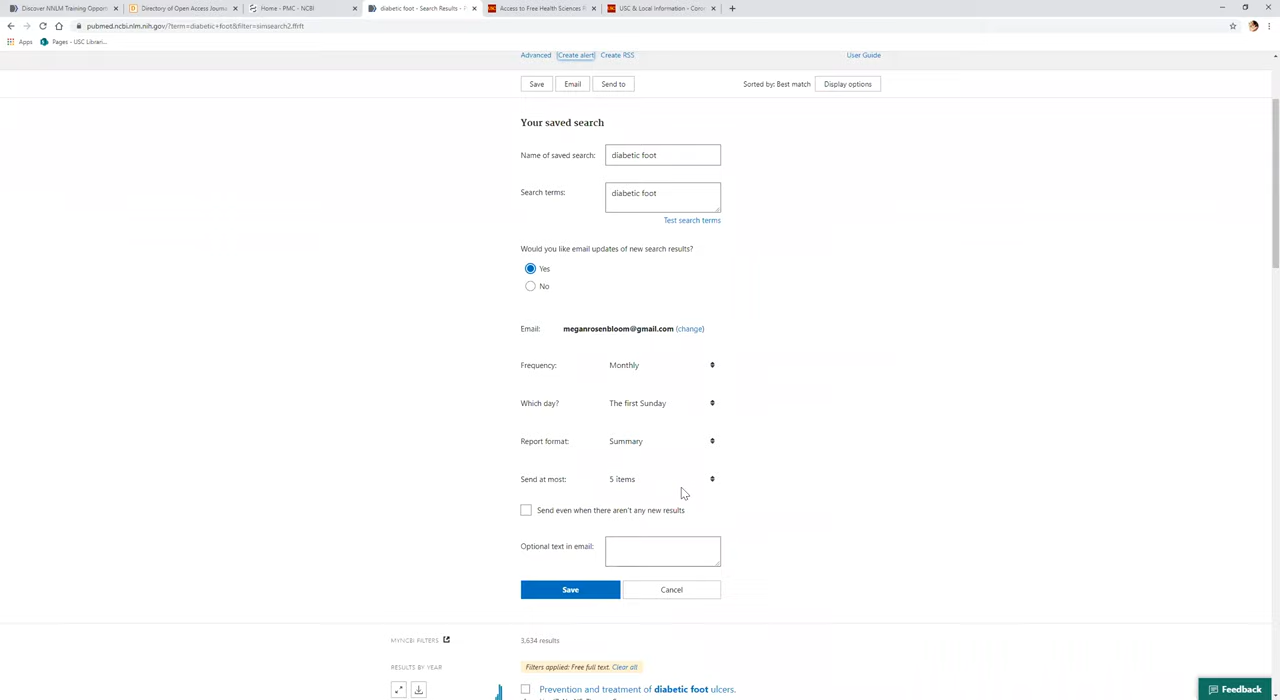 Discover NNLM Training Opport
Directory of Open Access Journa
Home - PMC - NCBI
diabetic foot - Search Results - P
Access to Free Health Sciences R
USC & Local Information - Coron
pubmed.ncbi.nlm.nih.gov/?term=diabetic+foot&filter=simsearch2.ffrft
Apps
Pages - USC Librari...
Advanced Create alert Create RSS
User Guide
Save Email Send to
Sorted by: Best match Display options
Your saved search
Name of saved search: diabetic foot
Search terms: diabetic foot
Test search terms
Would you like email updates of new search results?
Yes
No
Email: meganrosenbloom@gmail.com (change)
Frequency: Monthly
Which day? The first Sunday
Report format: Summary
Send at most: 5 items
Send even when there aren't any new results
Optional text in email:
Save Cancel
MYNCBI FILTERS
3,634 results
RESULTS BY YEAR
Filters applied: Free full text. Clear all
Prevention and treatment of diabetic foot ulcers.
Feedback